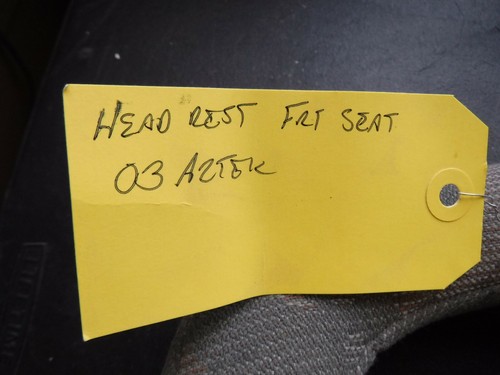 HEAD REST FRT SEAT
03 AZTEK